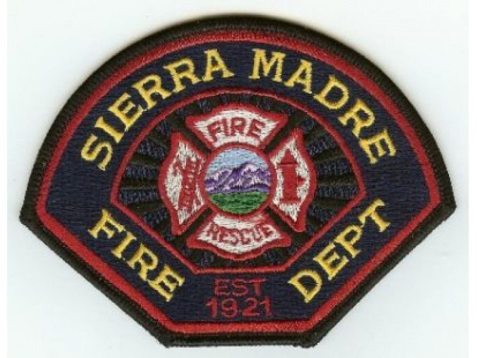 SIERRA MADRE
FIRE
RESCUE
FIRE DEPT
EST
1921